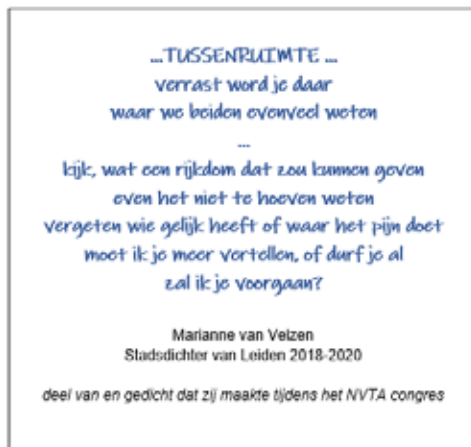 ...TUSSENRUIMTE ...
verrast word je daar
waar we beiden evenveel weten
...
kijk, wat een rijkdom dat zou kunnen geven
even het niet te hoeven weten
vergeten wie gelijk heeft of waar het pijn doet
moet ik je meer vertellen, of durf je al
zal ik je voorgaan?
Marianne van Velzen
Stadsdichter van Leiden 2018-2020
deel van en gedicht dat zij maakte tijdens het NVTA congres